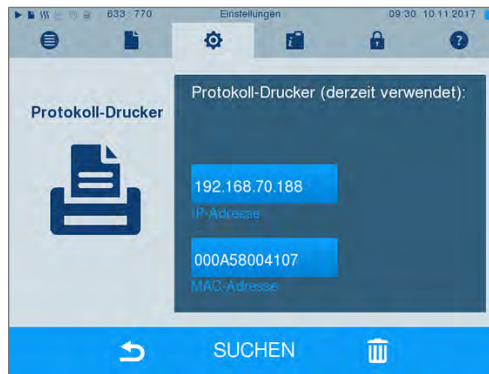 633 : 770 Einstellungen 09:30 10.11.2017
Protokoll-Drucker
Protokoll-Drucker (derzeit verwendet):
192.168.70.188
IP-Adresse
000A58004107
MAC-Adresse
SUCHEN